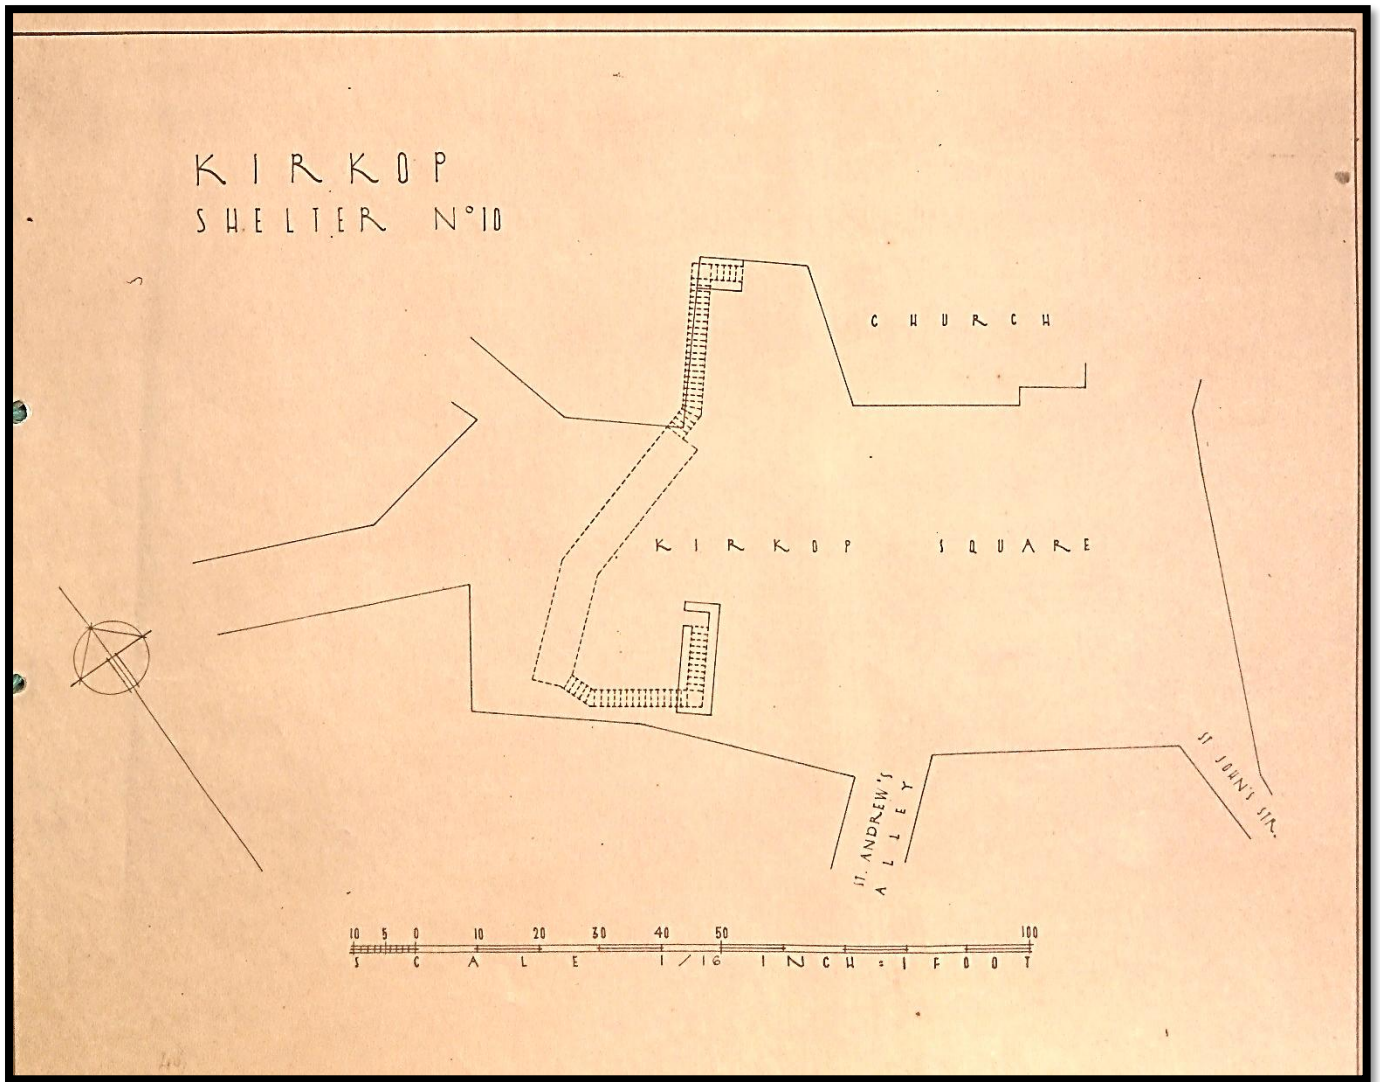 KIRKOP
SHELTER Nº10
CHURCH
KIRKOP SQUARE
ST. JOHN'S STR.
ST. ANDREW'S
ALLEY
10 5 0 10 20 30 40 50 100
SCALE 1/16 INCH = 1 FOOT